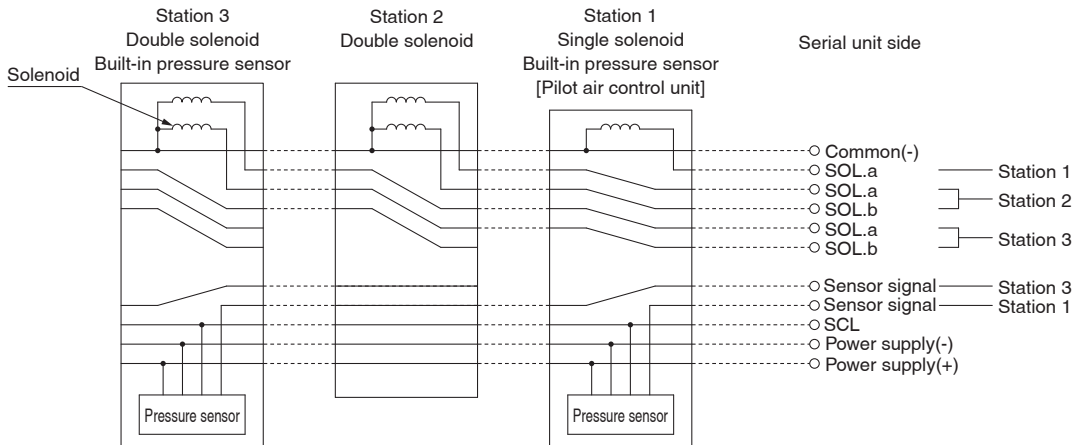 Station 3
Double solenoid
Built-in pressure sensor
Solenoid
Station 2
Double solenoid
Station 1
Single solenoid
Built-in pressure sensor
[Pilot air control unit]
Serial unit side
Common(-)
SOL.a
Station 1
SOL.a
SOL.b
Station 2
SOL.a
SOL.b
Station 3
Sensor signal
Station 3
Sensor signal
Station 1
SCL
Power supply(-)
Power supply(+)
Pressure sensor
Pressure sensor